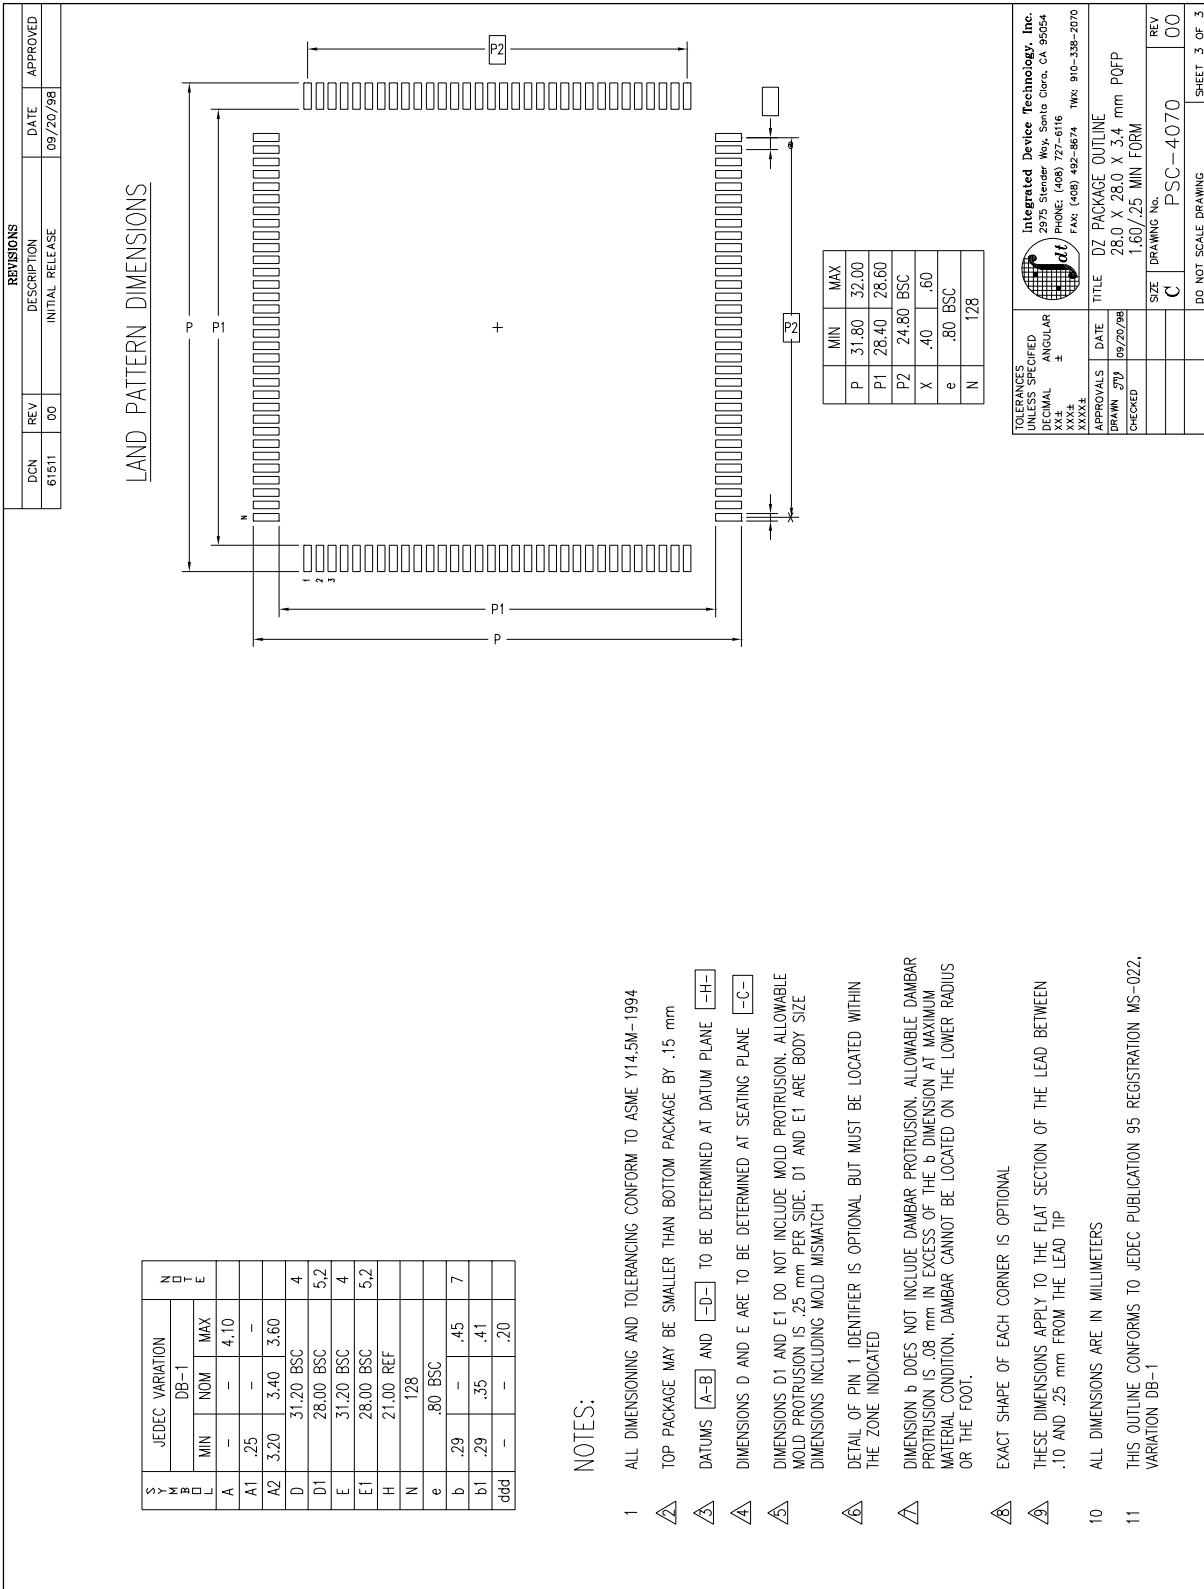 REVISIONS
DCN REV DESCRIPTION DATE APPROVED
61511 00 INITIAL RELEASE 09/20/98
LAND PATTERN DIMENSIONS
P
P1
P2
N
1
2
3
P1
P
P2
e
X
MIN MAX
P 31.80 32.00
P1 28.40 28.60
P2 24.80 BSC
X .40 .60
e .80 BSC
N 128
SYMBOL JEDEC VARIATION NOTE
DB-1
MIN NOM MAX
A – – 4.10
A1 .25 – –
A2 3.20 3.40 3.60
D 31.20 BSC 4
D1 28.00 BSC 5,2
E 31.20 BSC 4
E1 28.00 BSC 5,2
H 21.00 REF
N 128
e .80 BSC
b .29 – .45 7
b1 .29 .35 .41
ddd – – .20
NOTES:
1 ALL DIMENSIONING AND TOLERANCING CONFORM TO ASME Y14.5M-1994
2 TOP PACKAGE MAY BE SMALLER THAN BOTTOM PACKAGE BY .15 mm
3 DATUMS A-B AND -D- TO BE DETERMINED AT DATUM PLANE -H-
4 DIMENSIONS D AND E ARE TO BE DETERMINED AT SEATING PLANE -C-
5 DIMENSIONS D1 AND E1 DO NOT INCLUDE MOLD PROTRUSION. ALLOWABLE
MOLD PROTRUSION IS .25 mm PER SIDE. D1 AND E1 ARE BODY SIZE
DIMENSIONS INCLUDING MOLD MISMATCH
6 DETAIL OF PIN 1 IDENTIFIER IS OPTIONAL BUT MUST BE LOCATED WITHIN
THE ZONE INDICATED
7 DIMENSION b DOES NOT INCLUDE DAMBAR PROTRUSION. ALLOWABLE DAMBAR
PROTRUSION IS .08 mm IN EXCESS OF THE b DIMENSION AT MAXIMUM
MATERIAL CONDITION. DAMBAR CANNOT BE LOCATED ON THE LOWER RADIUS
OR THE FOOT.
8 EXACT SHAPE OF EACH CORNER IS OPTIONAL
9 THESE DIMENSIONS APPLY TO THE FLAT SECTION OF THE LEAD BETWEEN
.10 AND .25 mm FROM THE LEAD TIP
10 ALL DIMENSIONS ARE IN MILLIMETERS
11 THIS OUTLINE CONFORMS TO JEDEC PUBLICATION 95 REGISTRATION MS-022,
VARIATION DB-1
TOLERANCES
UNLESS SPECIFIED
DECIMAL ANGULAR
XX± ±
XXX±
XXXX±
APPROVALS DATE
DRAWN 09/20/98
CHECKED
idt
Integrated Device Technology, Inc.
2975 Stender Way, Santa Clara, CA 95054
PHONE: (408) 727-6116
FAX: (408) 492-8674 TWX: 910-338-2070
TITLE DZ PACKAGE OUTLINE
28.0 X 28.0 X 3.4 mm PQFP
1.60/.25 MIN FORM
SIZE DRAWING No. REV
C PSC-4070 00
DO NOT SCALE DRAWING SHEET 3 OF 3